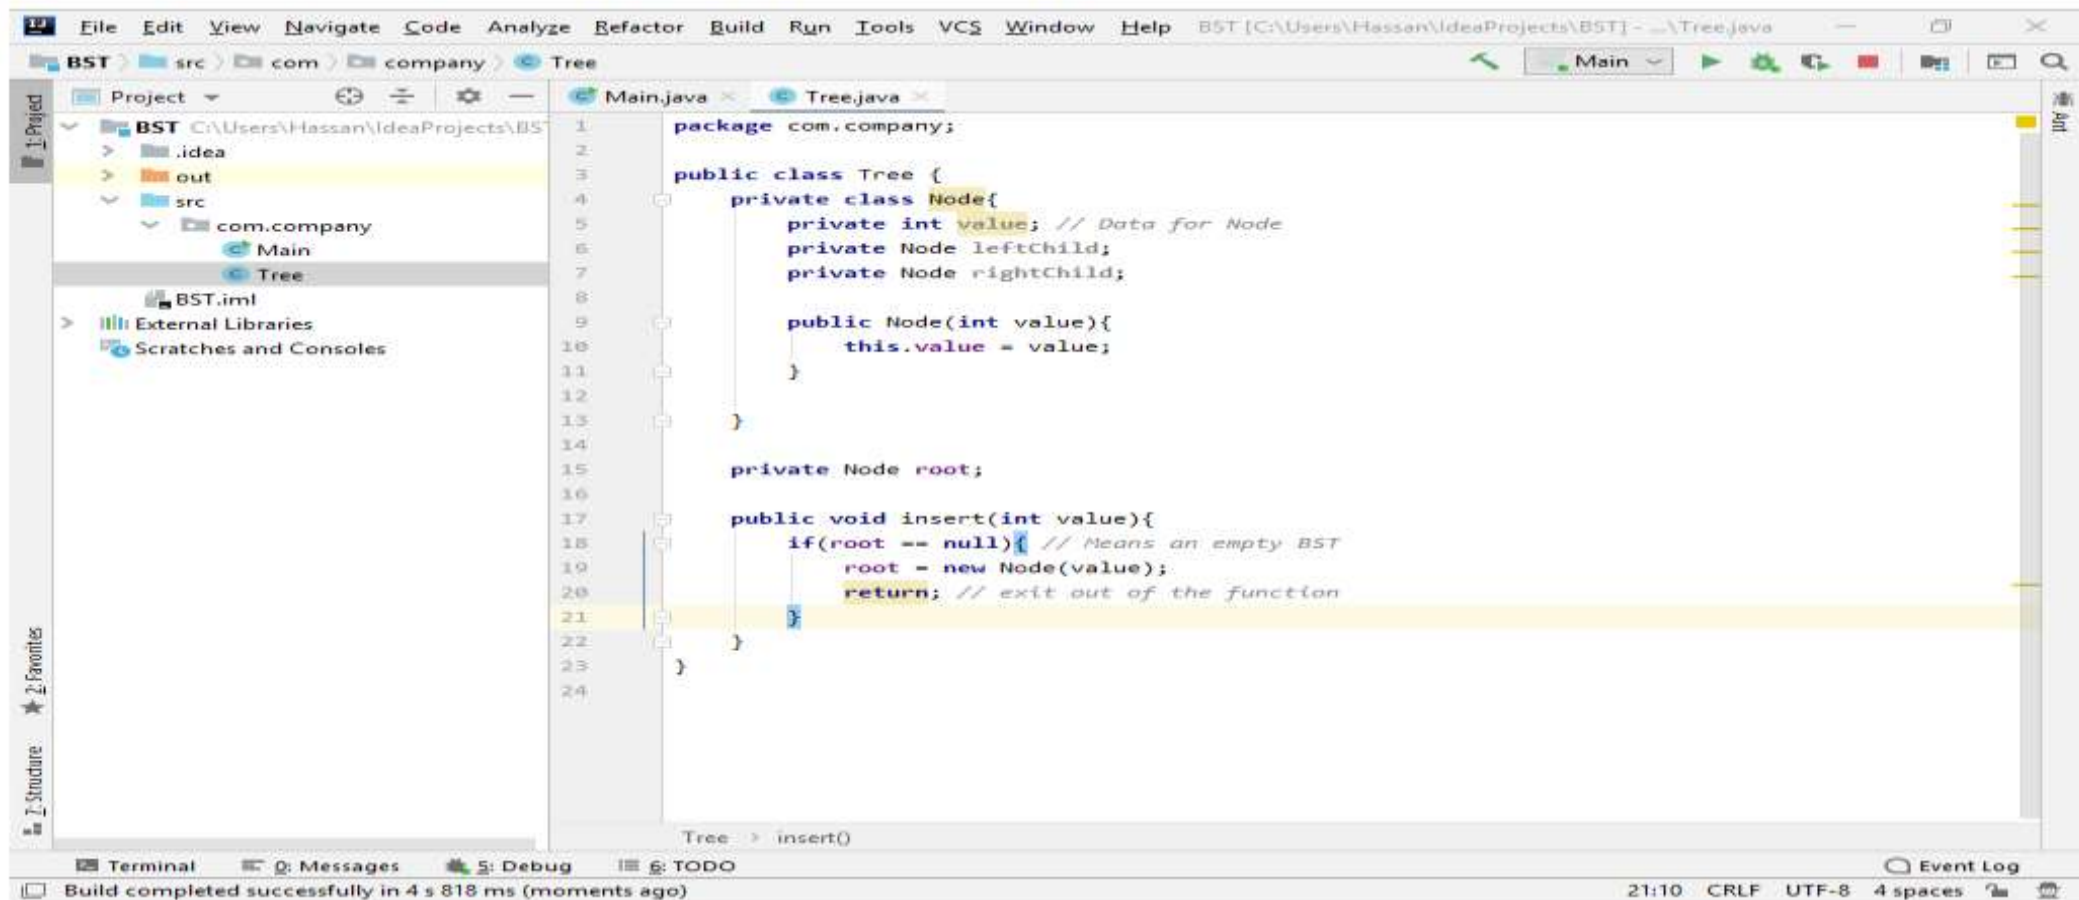 File Edit View Navigate Code Analyze Refactor Build Run Tools VCS Window Help BST [C:\Users\Hassan\IdeaProjects\BST] - ...\Tree.java
BST src com company Tree Main
Project
Main.java Tree.java
1: Project
Ant
BST C:\Users\Hassan\IdeaProjects\BS
.idea
out
src
com.company
Main
Tree
BST.iml
External Libraries
Scratches and Consoles
1 package com.company;
2
3 public class Tree {
4 private class Node{
5 private int value; // Data for Node
6 private Node leftChild;
7 private Node rightChild;
8
9 public Node(int value){
10 this.value = value;
11 }
12
13 }
14
15 private Node root;
16
17 public void insert(int value){
18 if(root == null){ // Means an empty BST
19 root = new Node(value);
20 return; // exit out of the function
21 }
22 }
23 }
24
2: Favorites
7: Structure
Tree > insert()
Terminal 0: Messages 5: Debug 6: TODO Event Log
Build completed successfully in 4 s 818 ms (moments ago) 21:10 CRLF UTF-8 4 spaces